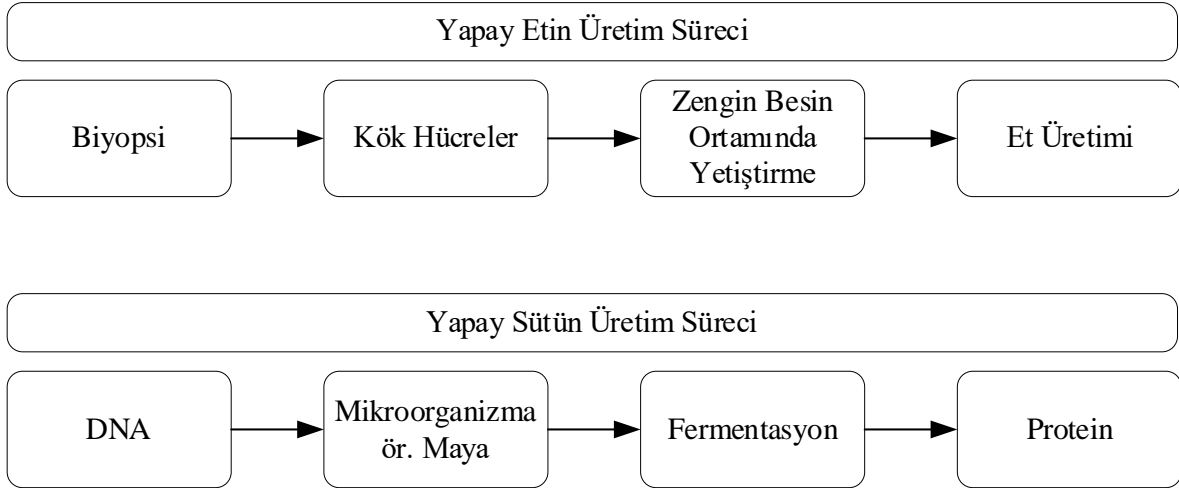 Yapay Etin Üretim Süreci
Biyopsi
Kök Hücreler
Zengin Besin
Ortamında
Yetiştirme
Et Üretimi
Yapay Sütün Üretim Süreci
DNA
Mikroorganizma
ör. Maya
Fermentasyon
Protein